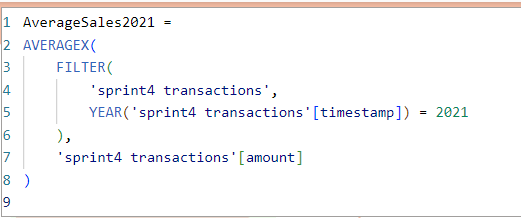 1 AverageSales2021 =
2 AVERAGEX(
3     FILTER(
4         'sprint4 transactions',
5         YEAR('sprint4 transactions'[timestamp]) = 2021
6     ),
7     'sprint4 transactions'[amount]
8 )
9